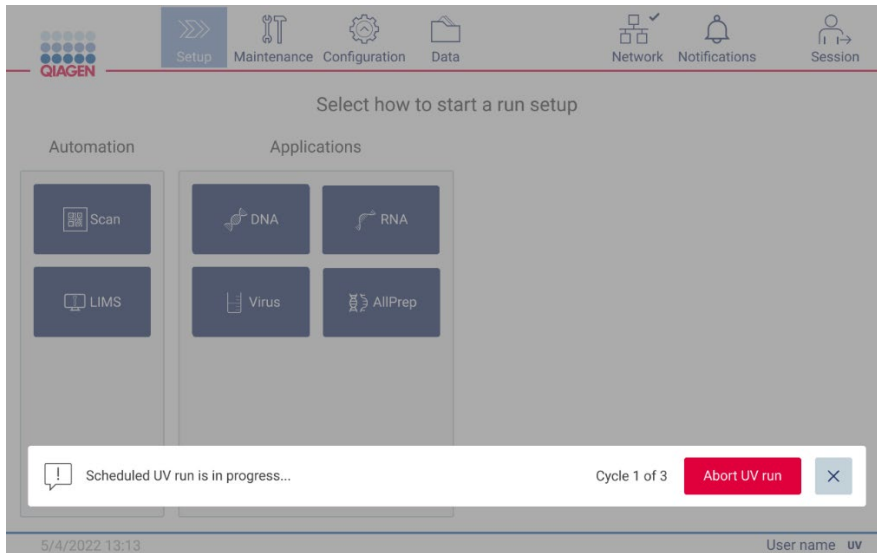 QIAGEN
Setup
Maintenance
Configuration
Data
Network
Notifications
Session
Select how to start a run setup
Automation
Applications
Scan
DNA
RNA
LIMS
Virus
AllPrep
Scheduled UV run is in progress...
Cycle 1 of 3
Abort UV run
5/4/2022 13:13
User name UV